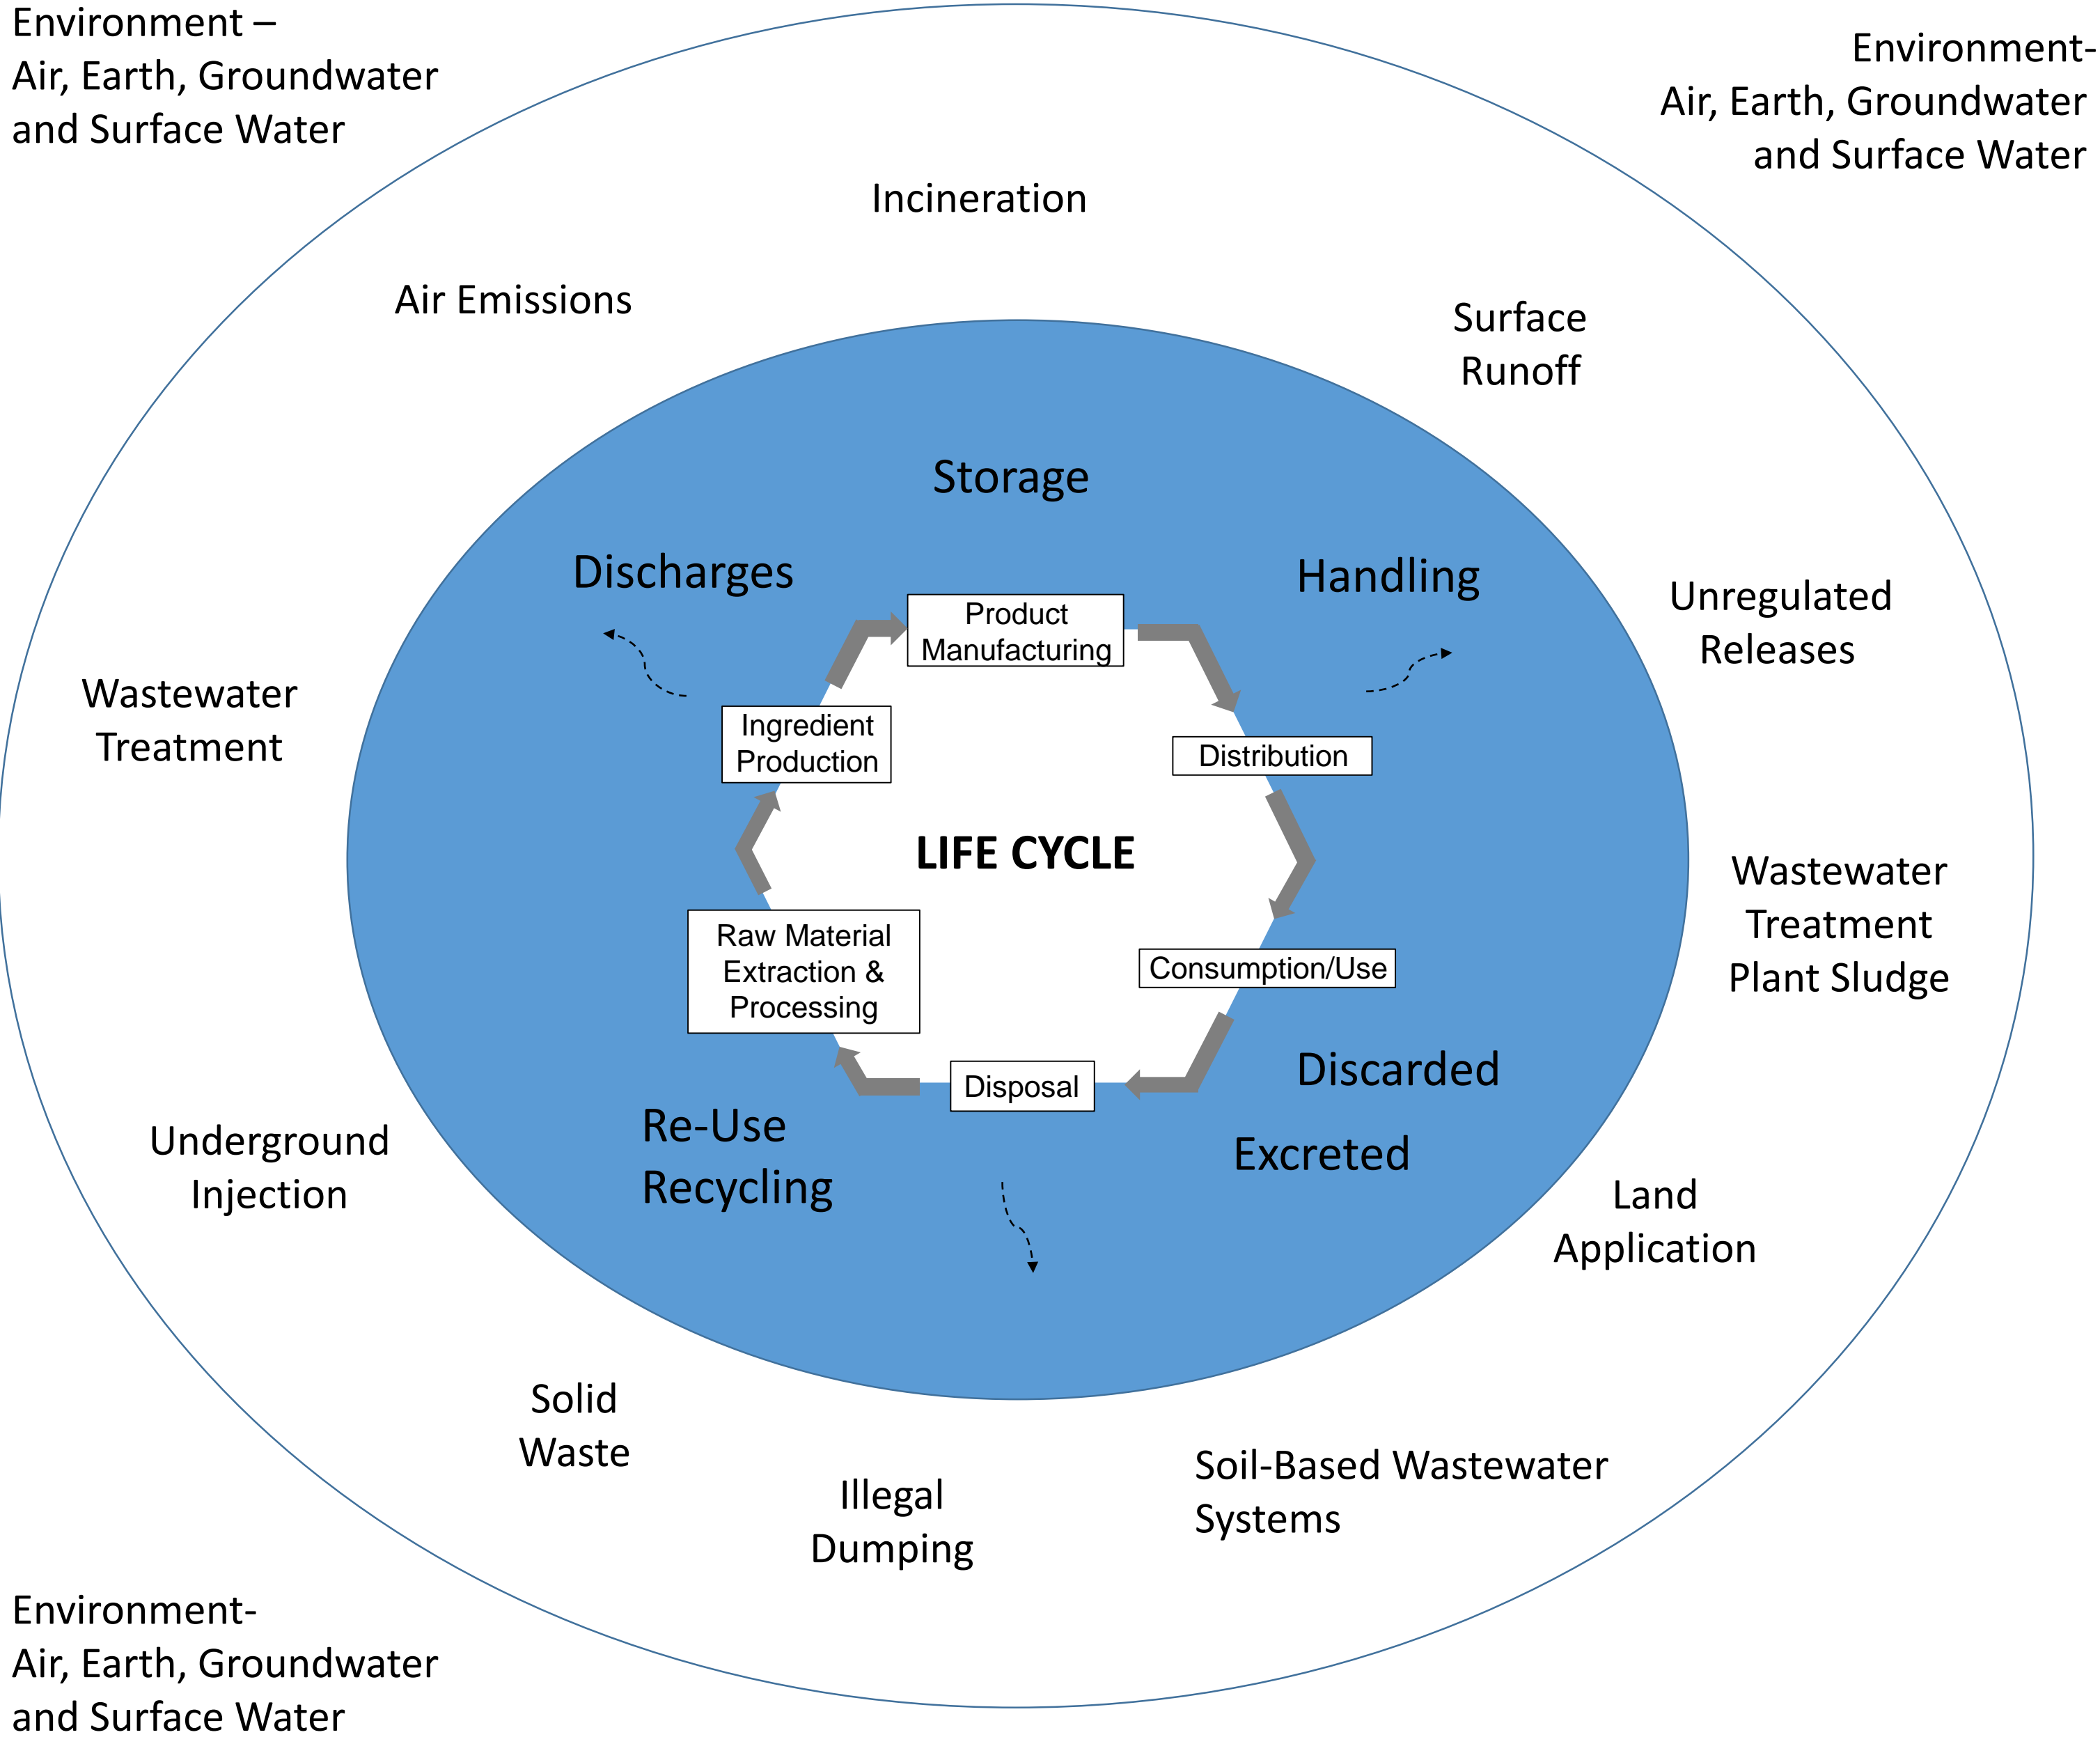 Environment –
Air, Earth, Groundwater
and Surface Water
Environment-
Air, Earth, Groundwater
and Surface Water
Incineration
Air Emissions
Surface
Runoff
Storage
Discharges
Handling
Unregulated
Releases
Product
Manufacturing
Wastewater
Treatment
Ingredient
Production
Distribution
LIFE CYCLE
Wastewater
Treatment
Plant Sludge
Raw Material
Extraction &
Processing
Consumption/Use
Disposal
Discarded
Excreted
Re-Use
Recycling
Underground
Injection
Land
Application
Solid
Waste
Illegal
Dumping
Soil-Based Wastewater
Systems
Environment-
Air, Earth, Groundwater
and Surface Water